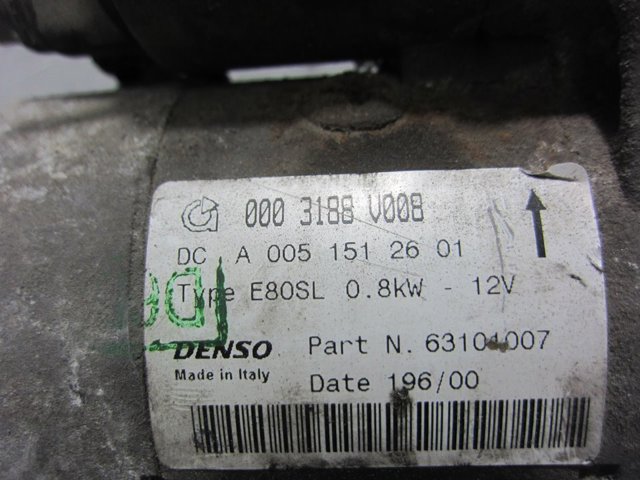 000 3188 V008
DC A 005 151 26 01
Type E80SL 0.8KW - 12V
DENSO Part N. 63101007
Made in Italy Date 196/00